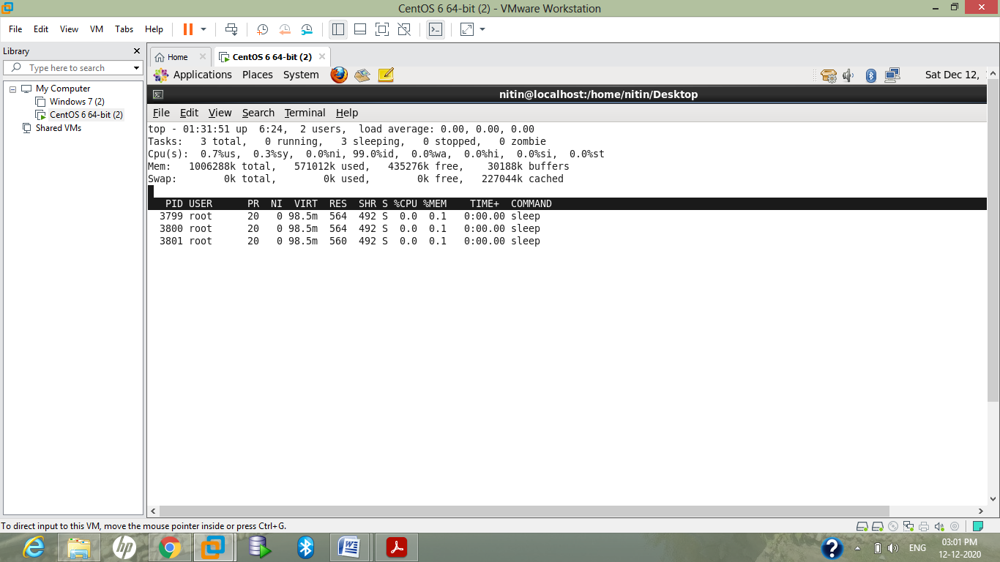 CentOS 6 64-bit (2) - VMware Workstation
File Edit View VM Tabs Help
Library
Type here to search
My Computer
Windows 7 (2)
CentOS 6 64-bit (2)
Shared VMs
Home CentOS 6 64-bit (2)
Applications Places System Sat Dec 12,
nitin@localhost:/home/nitin/Desktop
File Edit View Search Terminal Help
top - 01:31:51 up  6:24,  2 users,  load average: 0.00, 0.00, 0.00
Tasks:   3 total,   0 running,   3 sleeping,   0 stopped,   0 zombie
Cpu(s):  0.7%us,  0.3%sy,  0.0%ni, 99.0%id,  0.0%wa,  0.0%hi,  0.0%si,  0.0%st
Mem:   1006288k total,   571012k used,   435276k free,    30188k buffers
Swap:        0k total,        0k used,        0k free,   227044k cached
PID USER      PR  NI  VIRT  RES  SHR S %CPU %MEM    TIME+  COMMAND
3799 root      20   0 98.5m  564  492 S  0.0  0.1   0:00.00 sleep
3800 root      20   0 98.5m  564  492 S  0.0  0.1   0:00.00 sleep
3801 root      20   0 98.5m  560  492 S  0.0  0.1   0:00.00 sleep
To direct input to this VM, move the mouse pointer inside or press Ctrl+G.
hp
W
?
ENG
03:01 PM
12-12-2020